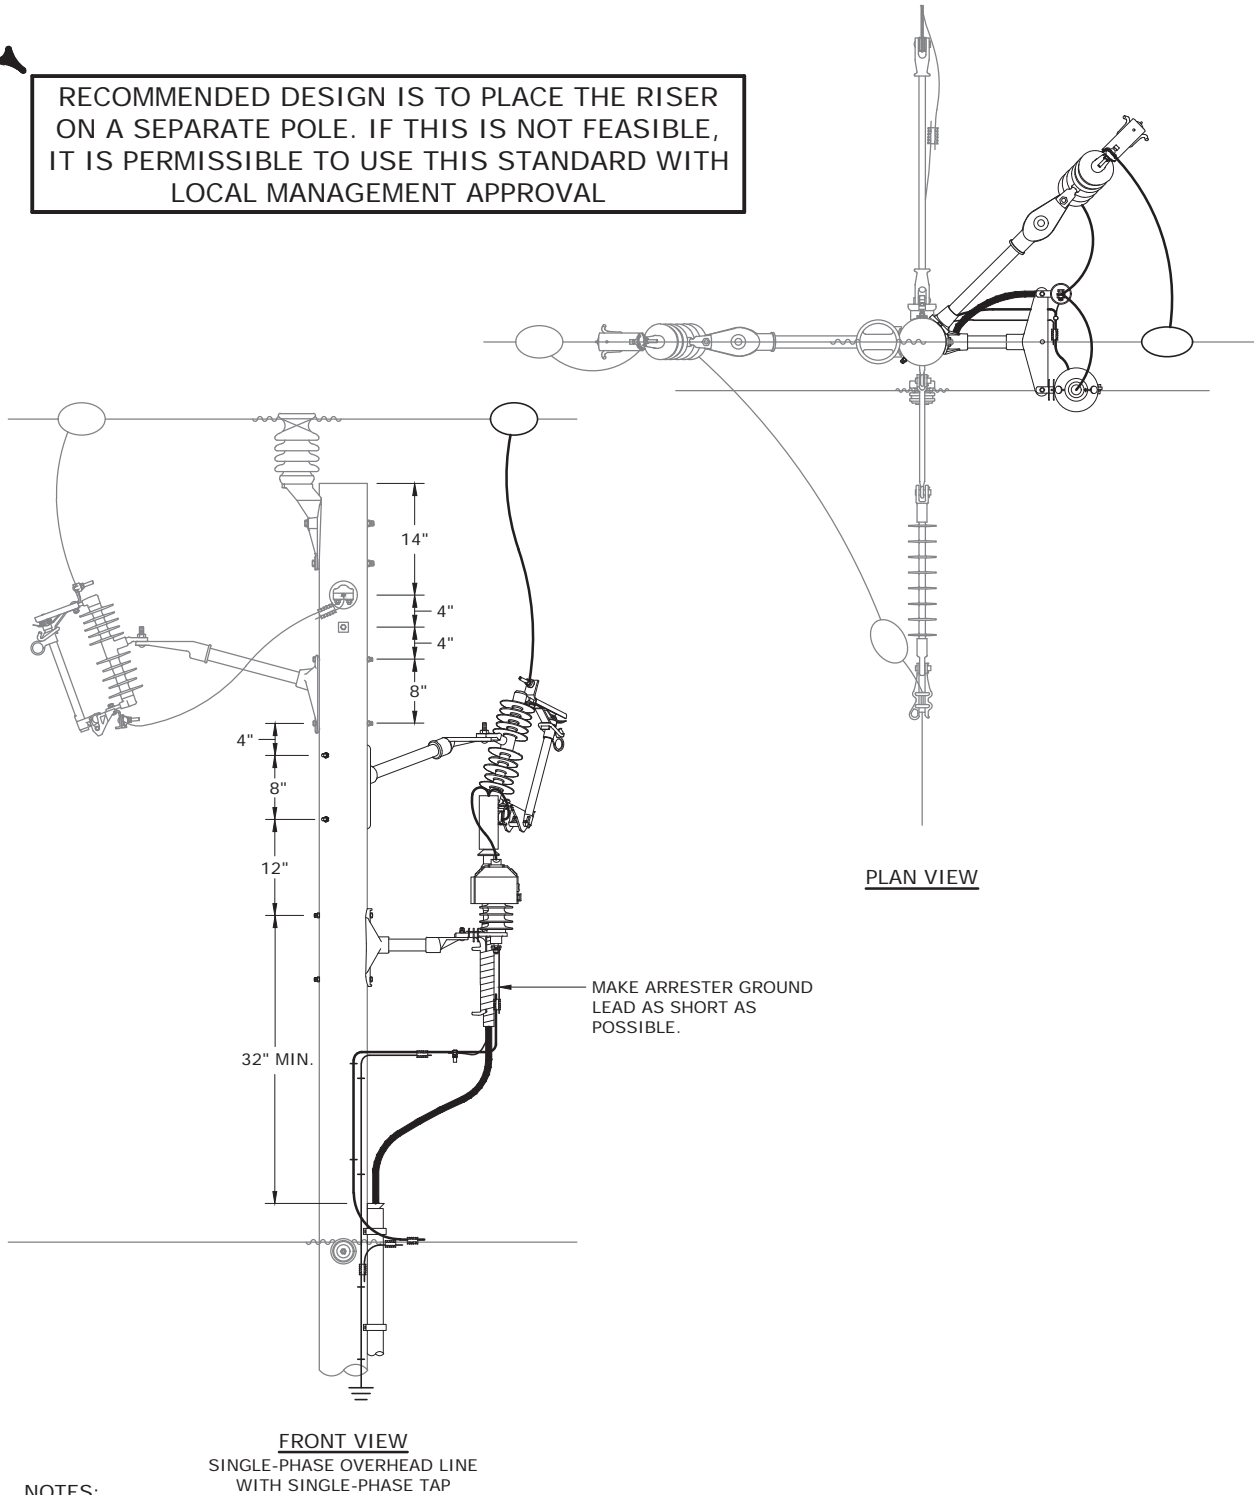 RECOMMENDED DESIGN IS TO PLACE THE RISER
ON A SEPARATE POLE. IF THIS IS NOT FEASIBLE,
IT IS PERMISSIBLE TO USE THIS STANDARD WITH
LOCAL MANAGEMENT APPROVAL
14"
4"
4"
8"
4"
8"
12"
PLAN VIEW
MAKE ARRESTER GROUND
LEAD AS SHORT AS
POSSIBLE.
32" MIN.
FRONT VIEW
SINGLE-PHASE OVERHEAD LINE
WITH SINGLE-PHASE TAP
NOTES: